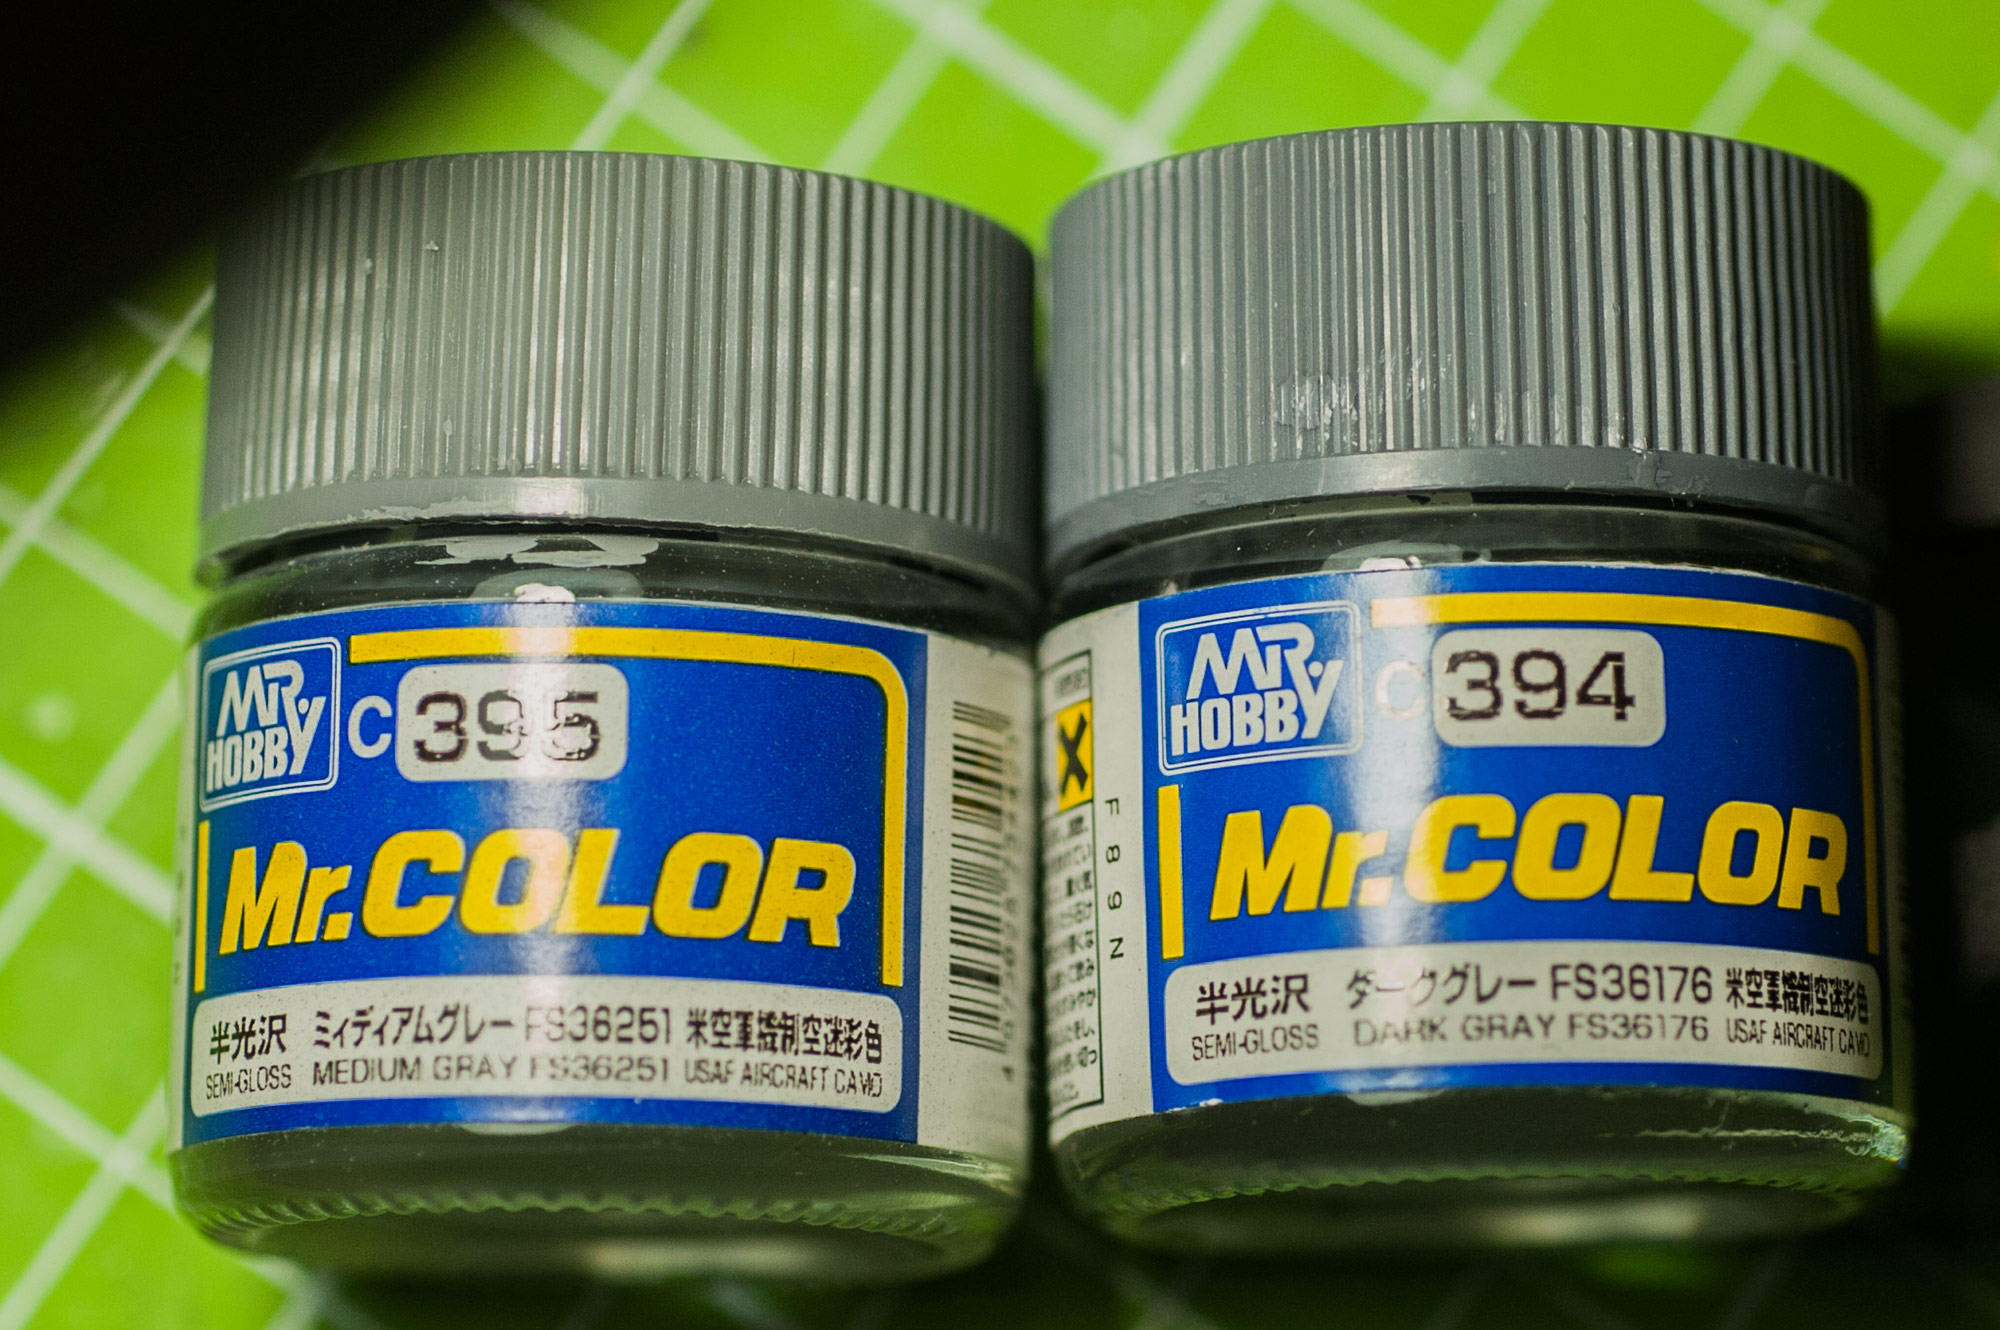 MR.
HOBBY
C 395
Mr.COLOR
半光沢 ミィディアムグレー FS36251 米空軍機制空迷彩色
SEMI-GLOSS MEDIUM GRAY FS36251 USAF AIRCRAFT CAMO
F89N
MR.
HOBBY
C 394
Mr.COLOR
半光沢 ダークグレー FS36176 米空軍機制空迷彩色
SEMI-GLOSS DARK GRAY FS36176 USAF AIRCRAFT CAMO